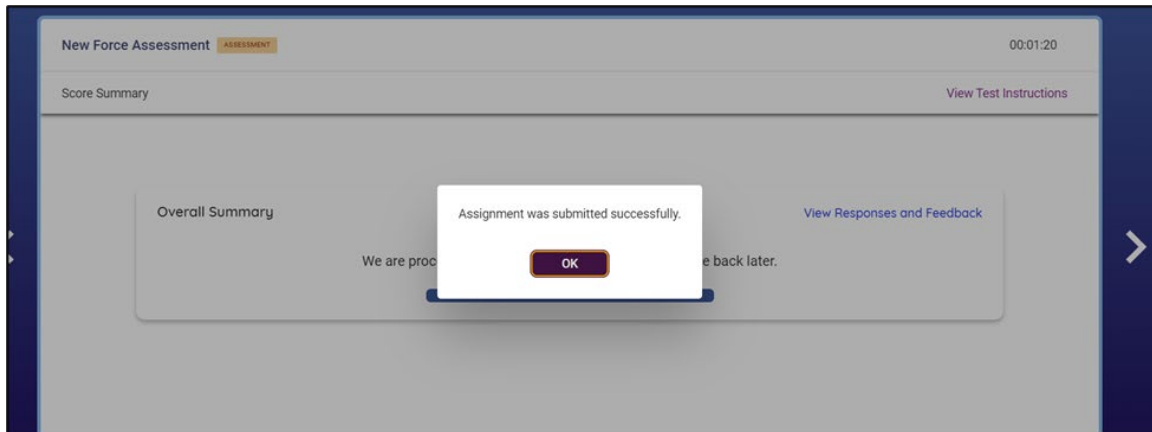 New Force Assessment ASSESSMENT 00:01:20
Score Summary View Test Instructions
Overall Summary Assignment was submitted successfully. View Responses and Feedback
We are proc OK e back later.